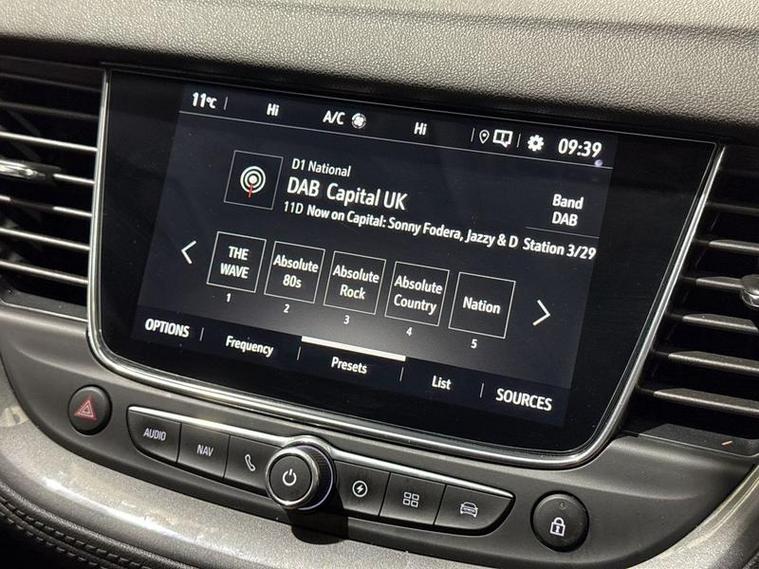 11°C Hi A/C Hi 09:39
D1 National
DAB Capital UK
11D Now on Capital: Sonny Fodera, Jazzy & D
Band
DAB
Station 3/29
THE
WAVE
1
Absolute
80s
2
Absolute
Rock
3
Absolute
Country
4
Nation
5
OPTIONS Frequency Presets List SOURCES
AUDIO NAV